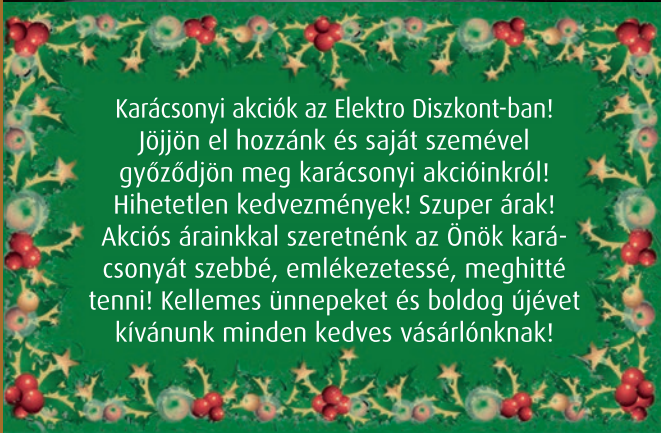 Karácsonyi akciók az Elektro Diszkont-ban!
Jöjjön el hozzánk és saját szemével
győződjön meg karácsonyi akcióinkról!
Hihetetlen kedvezmények! Szuper árak!
Akciós árainkkal szeretnénk az Önök kará-
csonyát szebbé, emlékezetessé, meghitté
tenni! Kellemes ünnepeket és boldog újévet
kívánunk minden kedves vásárlónknak!